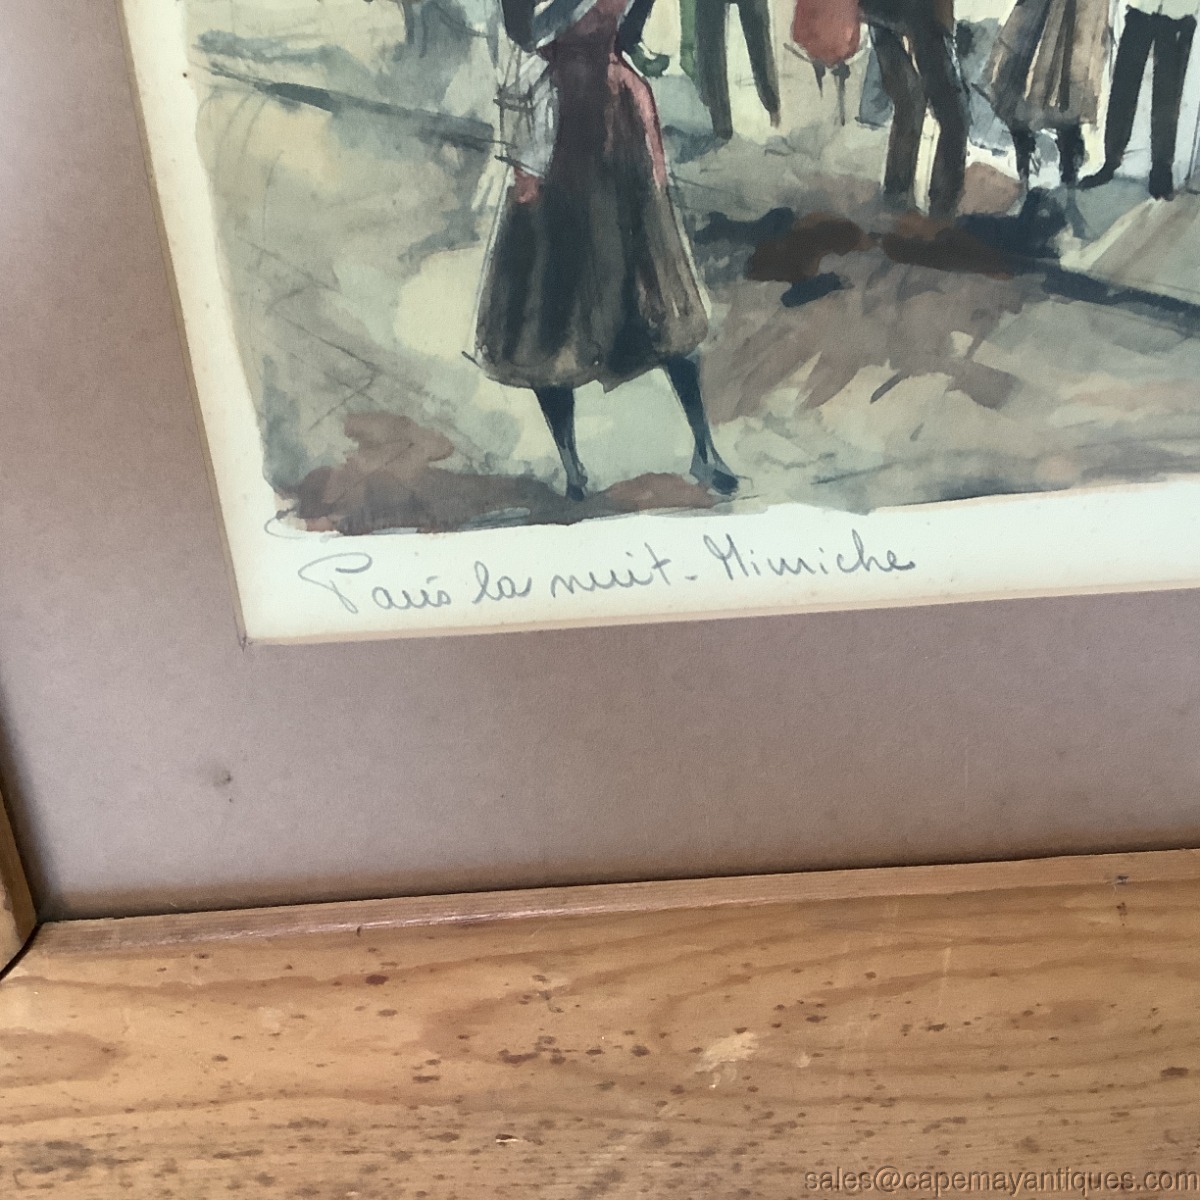 Paris la nuit - Mimiche
sales@capemayantiques.com